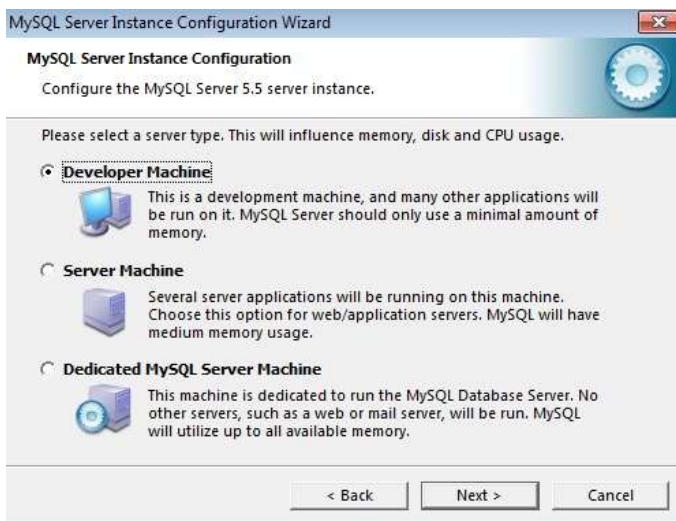 MySQL Server Instance Configuration Wizard
MySQL Server Instance Configuration
Configure the MySQL Server 5.5 server instance.
Please select a server type. This will influence memory, disk and CPU usage.
Developer Machine
This is a development machine, and many other applications will
be run on it. MySQL Server should only use a minimal amount of
memory.
Server Machine
Several server applications will be running on this machine.
Choose this option for web/application servers. MySQL will have
medium memory usage.
Dedicated MySQL Server Machine
This machine is dedicated to run the MySQL Database Server. No
other servers, such as a web or mail server, will be run. MySQL
will utilize up to all available memory.
< Back
Next >
Cancel